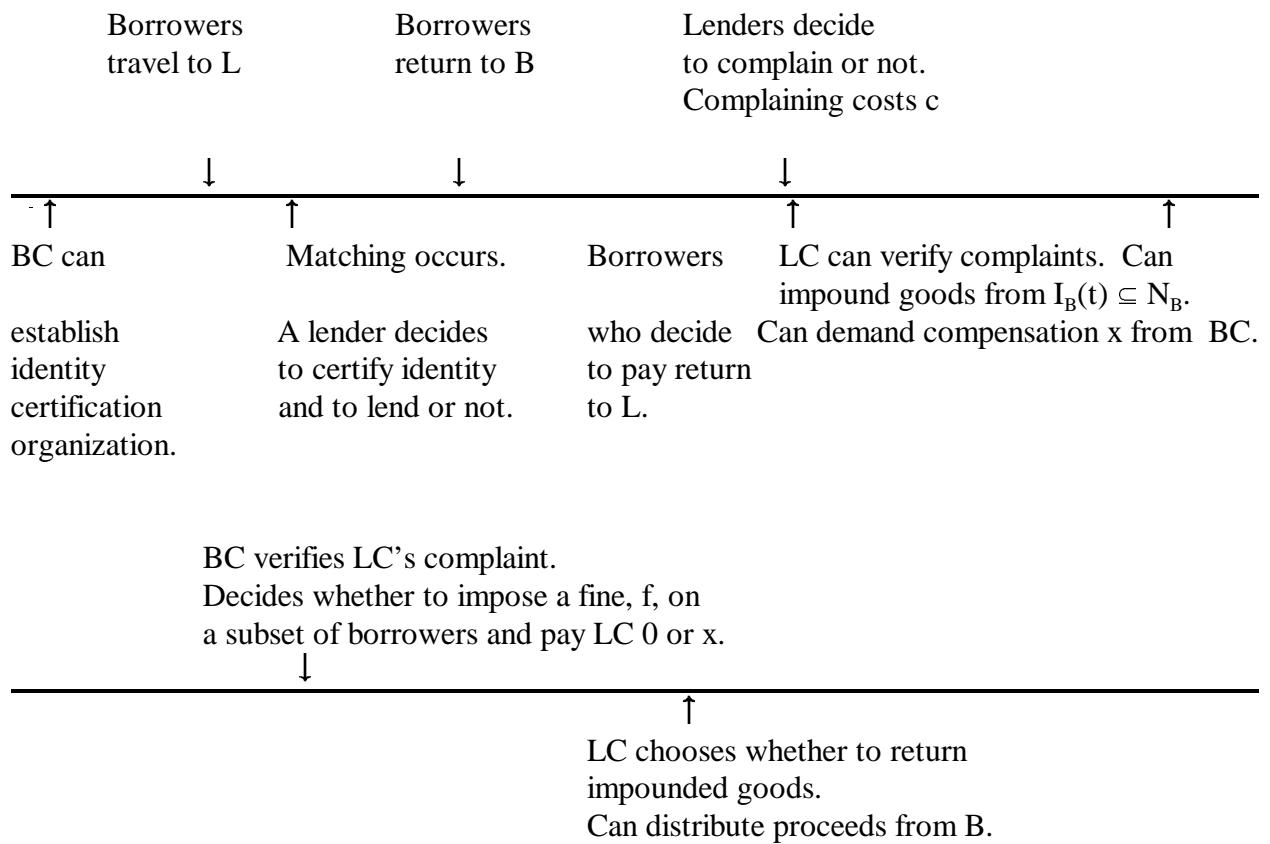 Borrowers
travel to L
Borrowers
return to B
Lenders decide
to complain or not.
Complaining costs c
↓ ↓ ↓
↑ ↑ ↑ ↑
BC can
establish
identity
certification
organization.
Matching occurs.
A lender decides
to certify identity
and to lend or not.
Borrowers
who decide
to pay return
to L.
LC can verify complaints. Can
impound goods from I_B(t) ⊆ N_B.
Can demand compensation x from BC.
BC verifies LC's complaint.
Decides whether to impose a fine, f, on
a subset of borrowers and pay LC 0 or x.
↓
↑
LC chooses whether to return
impounded goods.
Can distribute proceeds from B.